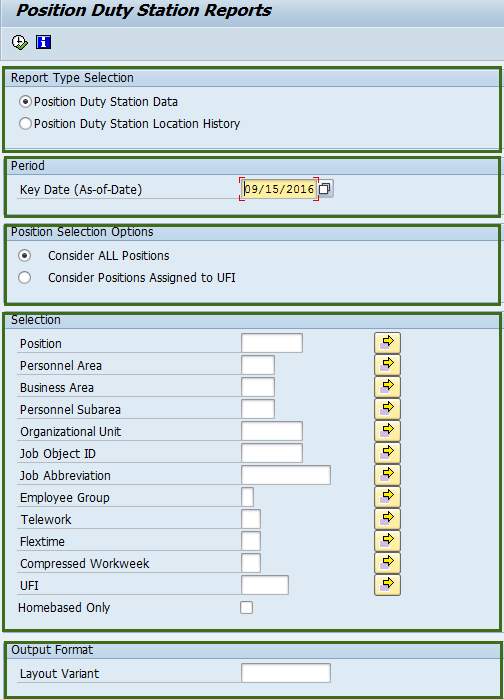 Position Duty Station Reports
Report Type Selection
Position Duty Station Data
Position Duty Station Location History
Period
Key Date (As-of-Date) 09/15/2016
Position Selection Options
Consider ALL Positions
Consider Positions Assigned to UFI
Selection
Position
Personnel Area
Business Area
Personnel Subarea
Organizational Unit
Job Object ID
Job Abbreviation
Employee Group
Telework
Flextime
Compressed Workweek
UFI
Homebased Only
Output Format
Layout Variant